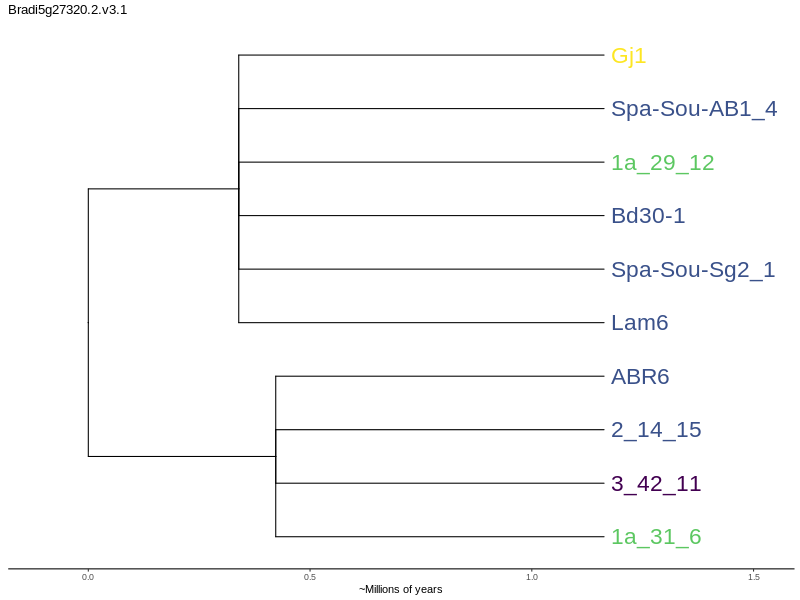 Bradi5g27320.2.v3.1
Gj1
Spa-Sou-AB1_4
1a_29_12
Bd30-1
Spa-Sou-Sg2_1
Lam6
ABR6
2_14_15
3_42_11
1a_31_6
0.0 0.5 1.0 1.5
~Millions of years